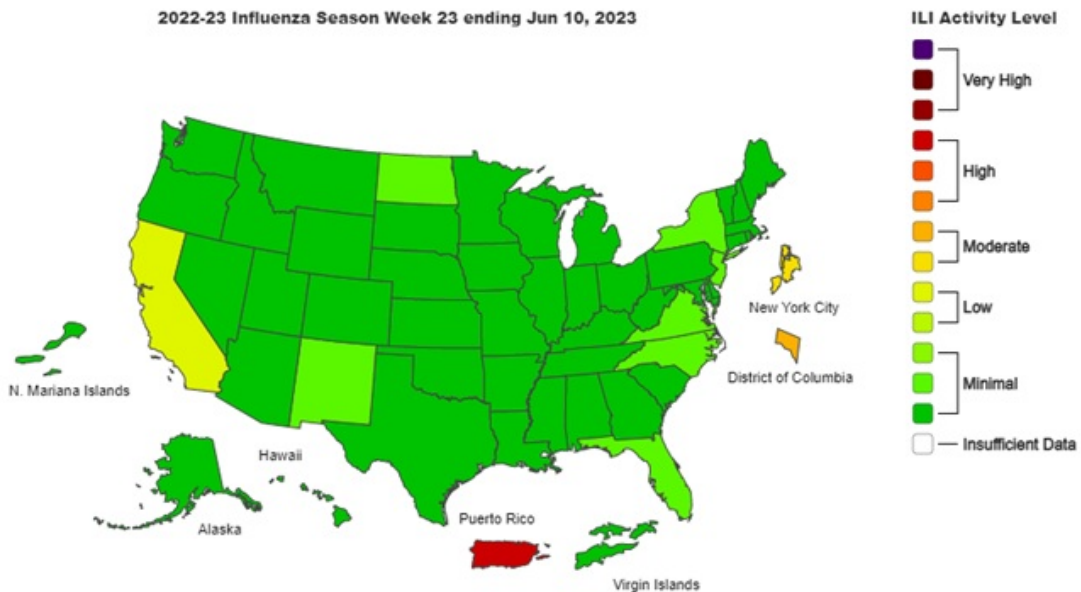 2022-23 Influenza Season Week 23 ending Jun 10, 2023
ILI Activity Level
Very High
High
Moderate
Low
Minimal
Insufficient Data
New York City
District of Columbia
N. Mariana Islands
Hawaii
Alaska
Puerto Rico
Virgin Islands